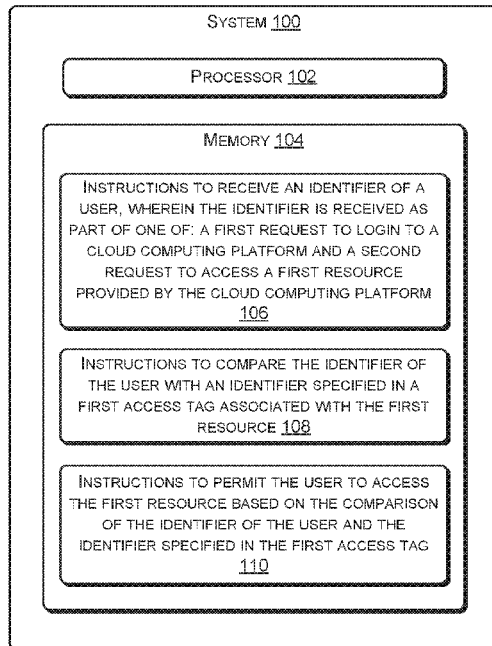 SYSTEM 100
PROCESSOR 102
MEMORY 104
INSTRUCTIONS TO RECEIVE AN IDENTIFIER OF A
USER, WHEREIN THE IDENTIFIER IS RECEIVED AS
PART OF ONE OF: A FIRST REQUEST TO LOGIN TO A
CLOUD COMPUTING PLATFORM AND A SECOND
REQUEST TO ACCESS A FIRST RESOURCE
PROVIDED BY THE CLOUD COMPUTING PLATFORM
106
INSTRUCTIONS TO COMPARE THE IDENTIFIER OF
THE USER WITH AN IDENTIFIER SPECIFIED IN A
FIRST ACCESS TAG ASSOCIATED WITH THE FIRST
RESOURCE 108
INSTRUCTIONS TO PERMIT THE USER TO ACCESS
THE FIRST RESOURCE BASED ON THE COMPARISON
OF THE IDENTIFIER OF THE USER AND THE
IDENTIFIER SPECIFIED IN THE FIRST ACCESS TAG
110